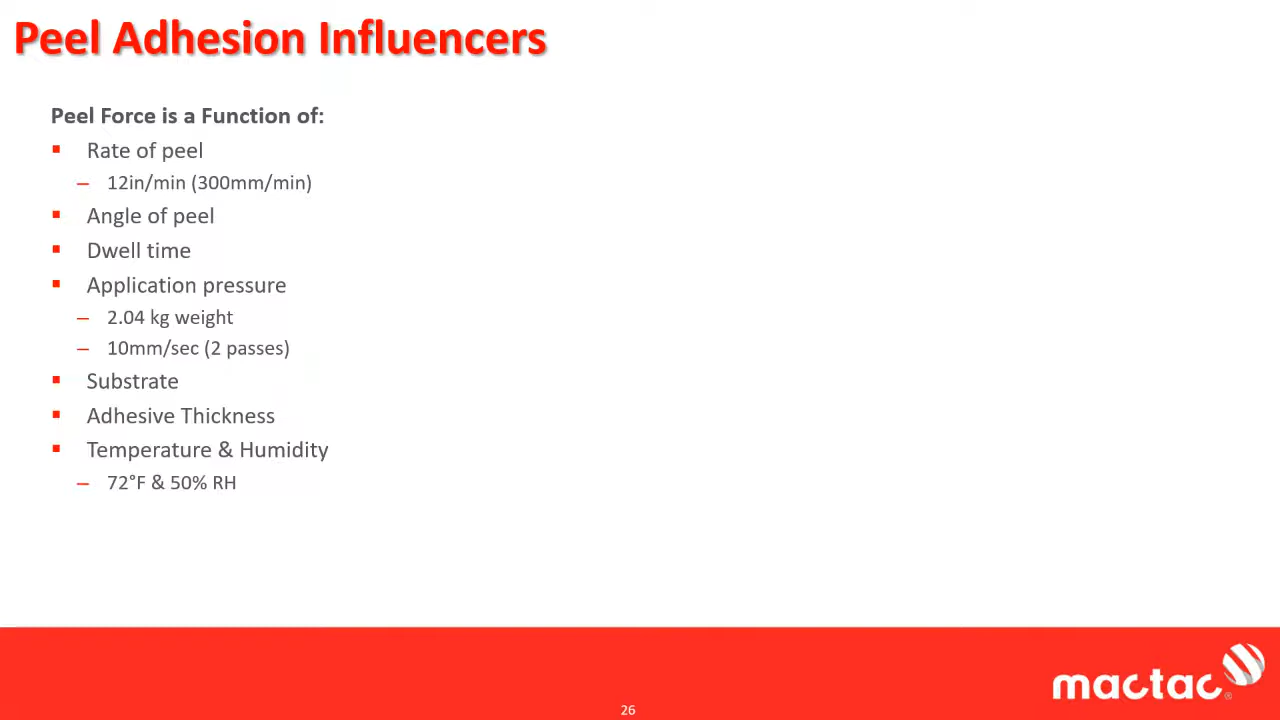 Peel Adhesion Influencers
Peel Force is a Function of:
▪ Rate of peel
– 12in/min (300mm/min)
▪ Angle of peel
▪ Dwell time
▪ Application pressure
– 2.04 kg weight
– 10mm/sec (2 passes)
▪ Substrate
▪ Adhesive Thickness
▪ Temperature & Humidity
– 72°F & 50% RH
mactac®
26